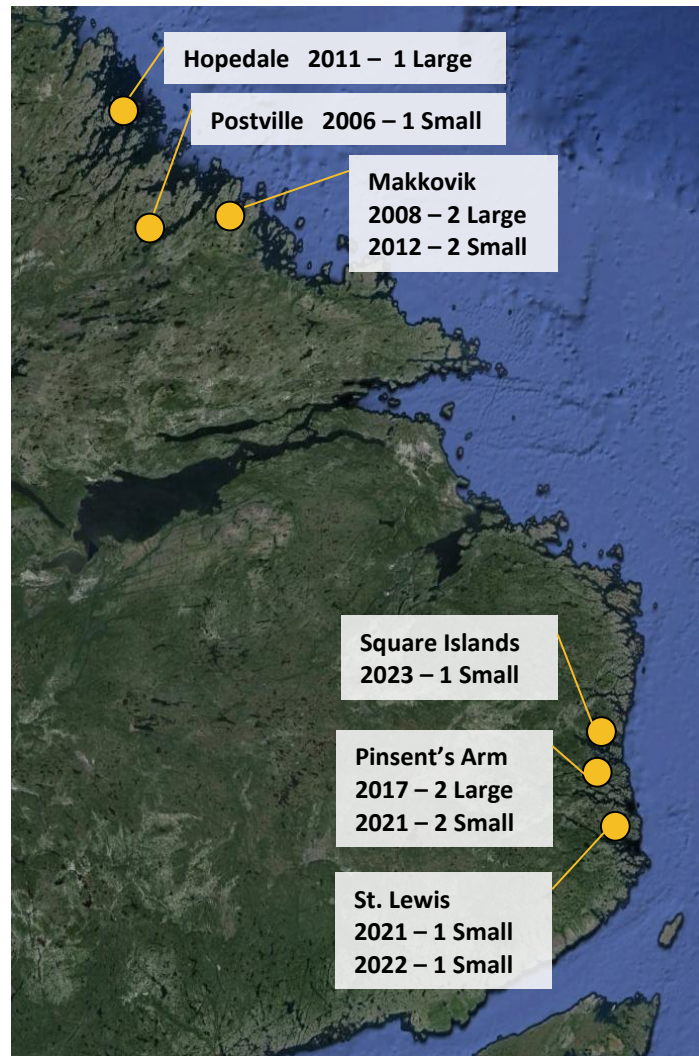 Hopedale 2011 – 1 Large
Postville 2006 – 1 Small
Makkovik
2008 – 2 Large
2012 – 2 Small
Square Islands
2023 – 1 Small
Pinsent’s Arm
2017 – 2 Large
2021 – 2 Small
St. Lewis
2021 – 1 Small
2022 – 1 Small